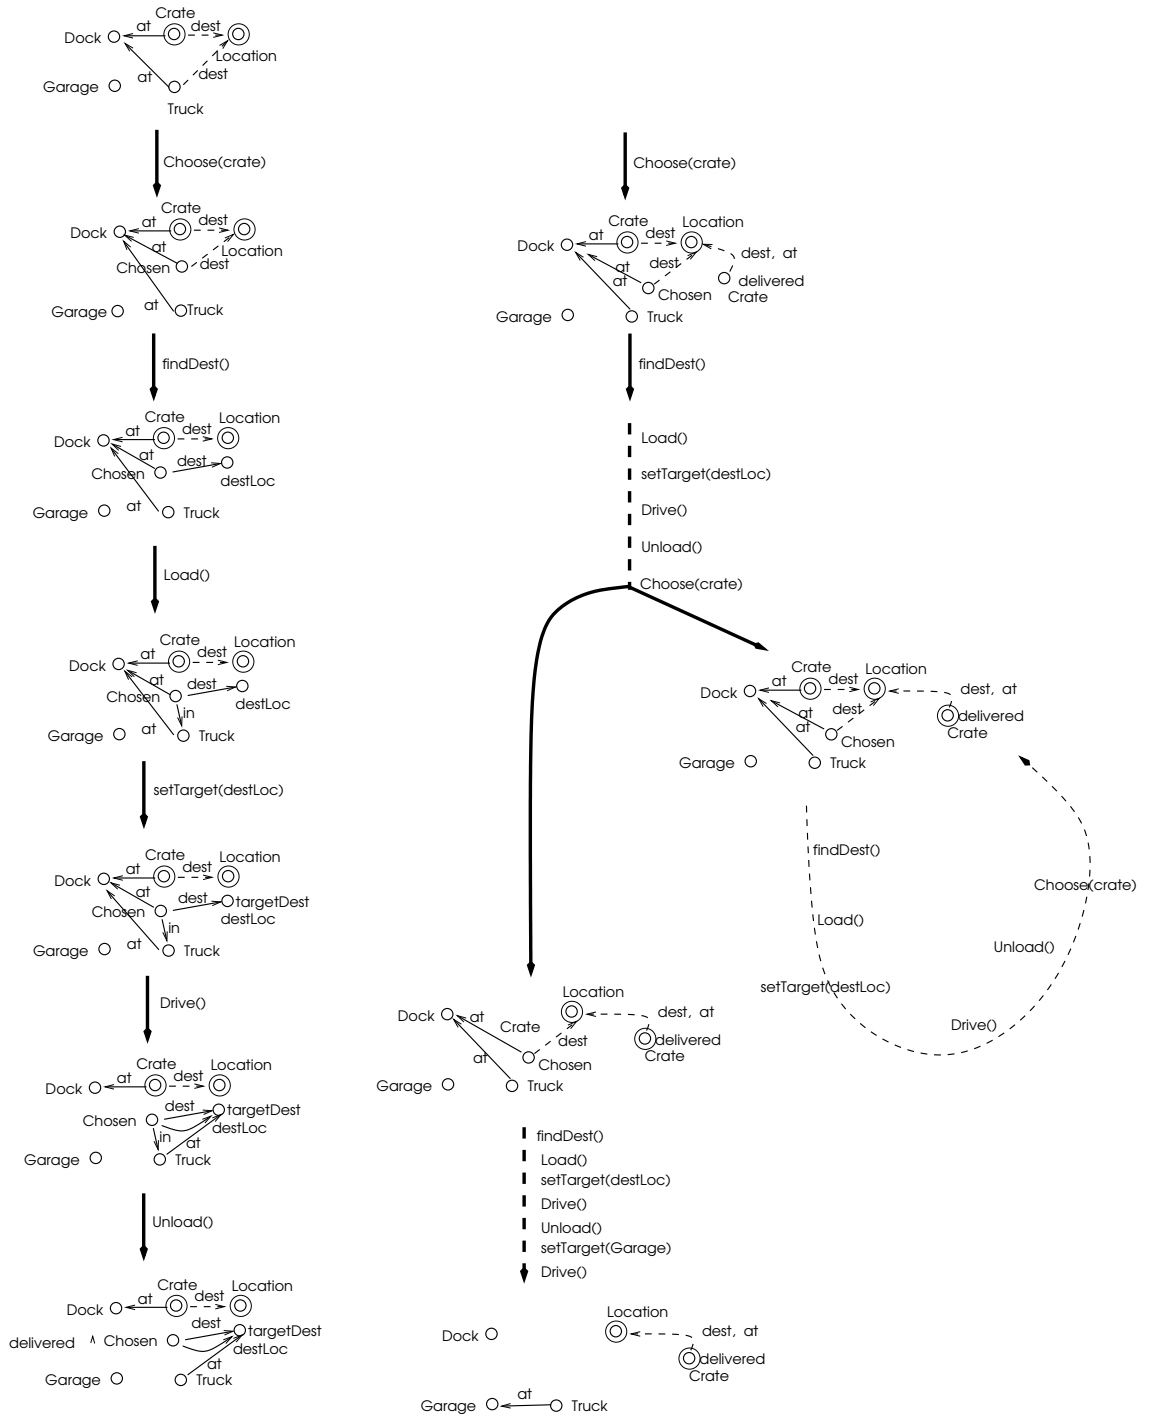 Crate
at dest
Dock
Location
at dest
Garage
Truck
Choose(crate)
Crate
at dest
Dock
at Location
Chosen dest
at
Garage Truck
findDest()
Crate Location
at dest
Dock
at dest
Chosen destLoc
at
Garage Truck
Load()
Crate Location
at dest
Dock
at dest
Chosen destLoc
in
at
Garage Truck
setTarget(destLoc)
Crate Location
at dest
Dock
at dest targetDest
Chosen destLoc
in
at
Garage Truck
Drive()
Crate Location
at dest
Dock
dest targetDest
Chosen destLoc
in at
Garage Truck
Unload()
Crate Location
at dest
Dock
dest targetDest
delivered ^ Chosen destLoc
at
Garage Truck
Choose(crate)
Crate Location
at dest
Dock dest, at
at dest
at delivered
Chosen Crate
Garage Truck
findDest()
Load()
setTarget(destLoc)
Drive()
Unload()
Choose(crate)
Crate Location
at dest dest, at
Dock
at dest delivered
at Crate
Chosen
Garage Truck
findDest()
Load()
setTarget(destLoc)
Drive()
Unload()
Choose(crate)
Location
Dock at dest, at
Crate
dest delivered
at Chosen Crate
Garage Truck
findDest()
Load()
setTarget(destLoc)
Drive()
Unload()
setTarget(Garage)
Drive()
Location
Dock dest, at
delivered
Crate
at
Garage Truck